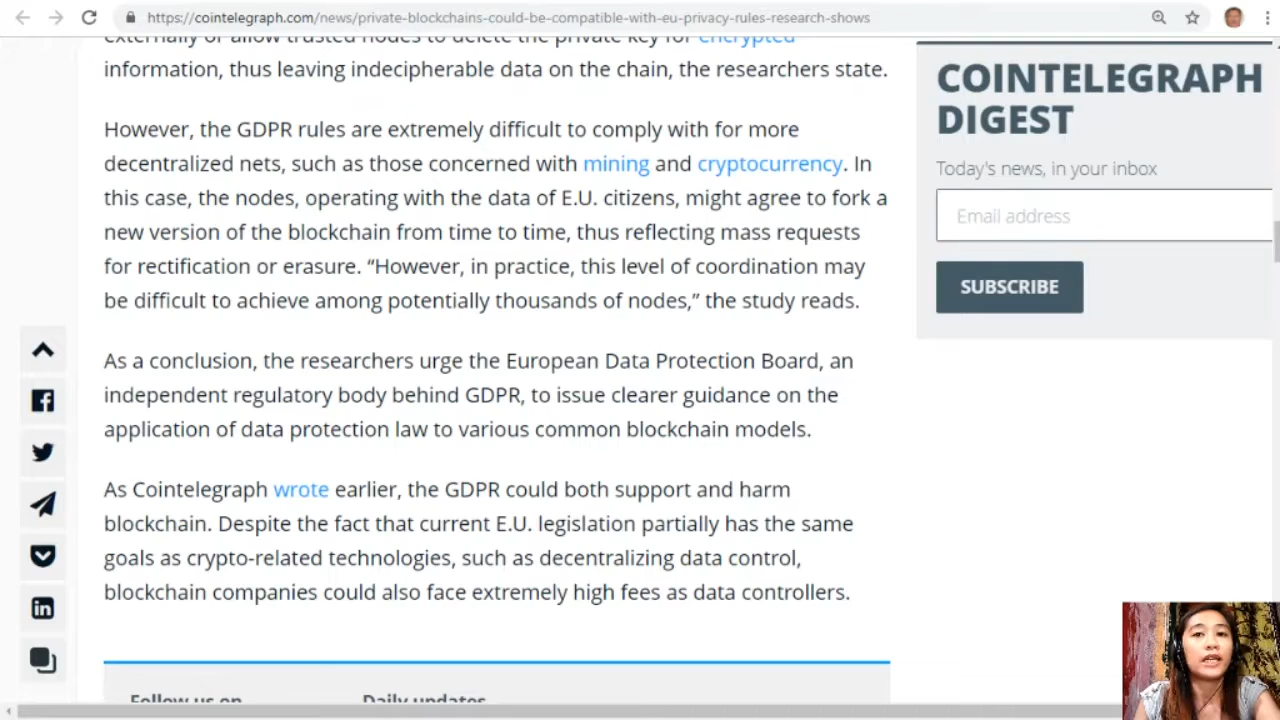 https://cointelegraph.com/news/private-blockchains-could-be-compatible-with-eu-privacy-rules-research-shows
externally or allow trusted nodes to delete the private key for encrypted
information, thus leaving indecipherable data on the chain, the researchers state.
However, the GDPR rules are extremely difficult to comply with for more
decentralized nets, such as those concerned with mining and cryptocurrency. In
this case, the nodes, operating with the data of E.U. citizens, might agree to fork a
new version of the blockchain from time to time, thus reflecting mass requests
for rectification or erasure. “However, in practice, this level of coordination may
be difficult to achieve among potentially thousands of nodes,” the study reads.
As a conclusion, the researchers urge the European Data Protection Board, an
independent regulatory body behind GDPR, to issue clearer guidance on the
application of data protection law to various common blockchain models.
As Cointelegraph wrote earlier, the GDPR could both support and harm
blockchain. Despite the fact that current E.U. legislation partially has the same
goals as crypto-related technologies, such as decentralizing data control,
blockchain companies could also face extremely high fees as data controllers.
Follow us on
Daily updates
COINTELEGRAPH
DIGEST
Today's news, in your inbox
Email address
SUBSCRIBE